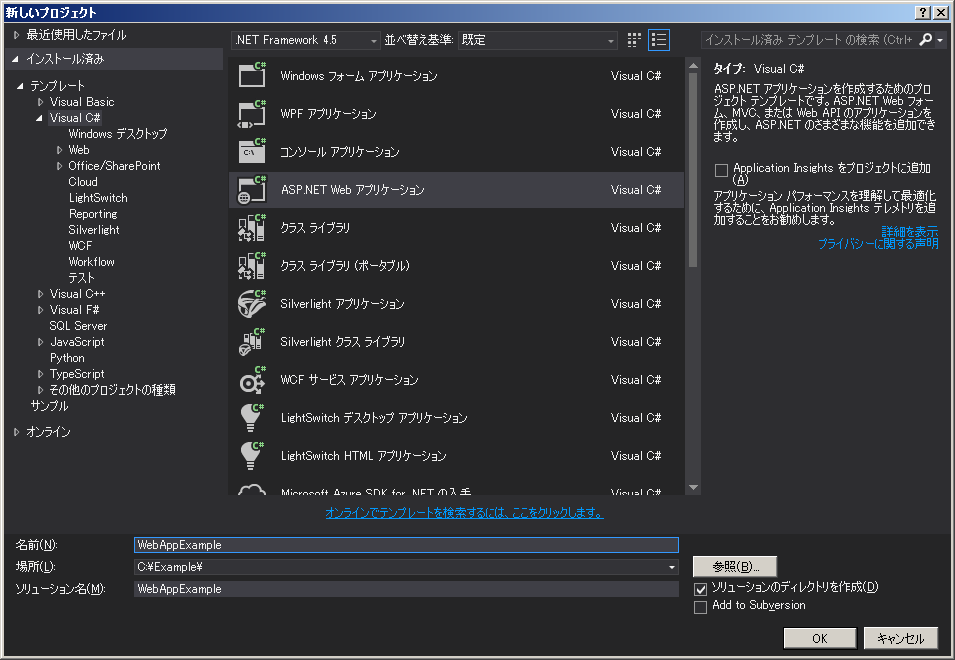 新しいプロジェクト
最近使用したファイル
インストール済み
テンプレート
Visual Basic
Visual C#
Windows デスクトップ
Web
Office/SharePoint
Cloud
LightSwitch
Reporting
Silverlight
WCF
Workflow
テスト
Visual C++
Visual F#
SQL Server
JavaScript
Python
TypeScript
その他のプロジェクトの種類
サンプル
オンライン
.NET Framework 4.5 並べ替え基準: 既定
Windows フォーム アプリケーション Visual C#
WPF アプリケーション Visual C#
コンソール アプリケーション Visual C#
ASP.NET Web アプリケーション Visual C#
クラス ライブラリ Visual C#
クラス ライブラリ (ポータブル) Visual C#
Silverlight アプリケーション Visual C#
Silverlight クラス ライブラリ Visual C#
WCF サービス アプリケーション Visual C#
LightSwitch デスクトップ アプリケーション Visual C#
LightSwitch HTML アプリケーション Visual C#
Microsoft Azure SDK for .NET の入手 Visual C#
オンラインでテンプレートを検索するには、ここをクリックします。
インストール済み テンプレート の検索 (Ctrl+
タイプ: Visual C#
ASP.NET アプリケーションを作成するためのプロ
ジェクト テンプレートです。ASP.NET Web フォー
ム、MVC、または Web API のアプリケーションを
作成し、ASP.NET のさまざまな機能を追加でき
ます。
Application Insights をプロジェクトに追加
(A)
アプリケーション パフォーマンスを理解して最適化
するために、Application Insights テレメトリを追
加することをお勧めします。
詳細を表示
プライバシーに関する声明
名前(N): WebAppExample
場所(L): C:¥Example¥
参照(B)...
ソリューション名(M): WebAppExample
ソリューションのディレクトリを作成(D)
Add to Subversion
OK キャンセル